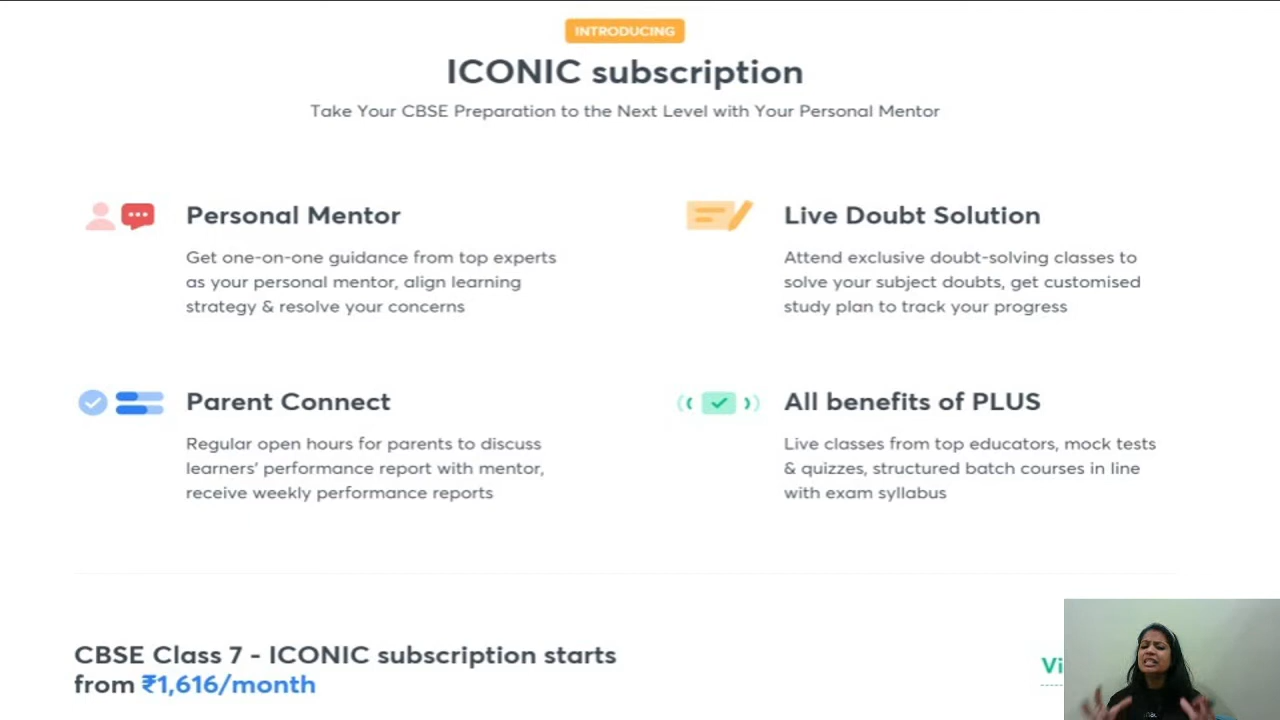 INTRODUCING
ICONIC subscription
Take Your CBSE Preparation to the Next Level with Your Personal Mentor
Personal Mentor
Get one-on-one guidance from top experts
as your personal mentor, align learning
strategy & resolve your concerns
Live Doubt Solution
Attend exclusive doubt-solving classes to
solve your subject doubts, get customised
study plan to track your progress
Parent Connect
Regular open hours for parents to discuss
learners' performance report with mentor,
receive weekly performance reports
All benefits of PLUS
Live classes from top educators, mock tests
& quizzes, structured batch courses in line
with exam syllabus
CBSE Class 7 - ICONIC subscription starts
from ₹1,616/month